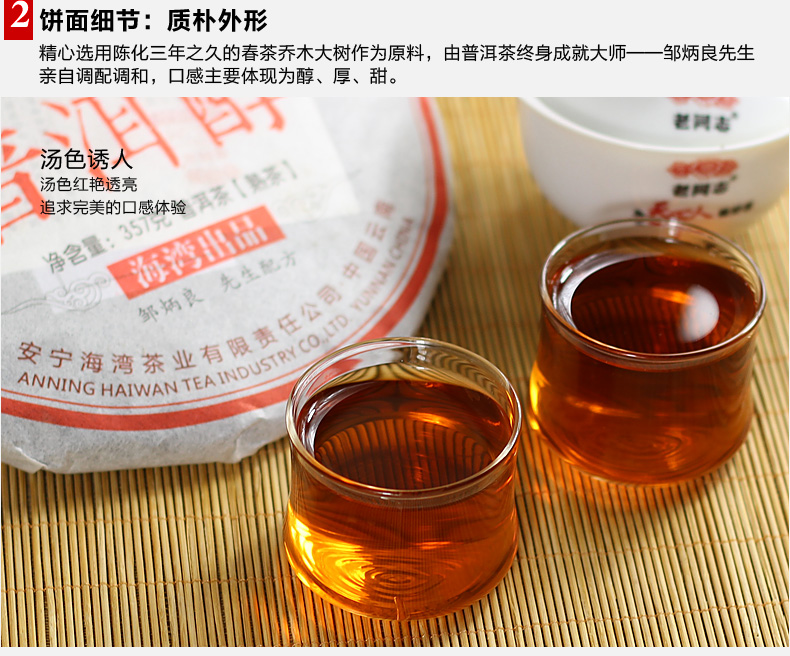 2
饼面细节：质朴外形
精心选用陈化三年之久的春茶乔木大树作为原料，由普洱茶终身成就大师——邹炳良先生
亲自调配调和，口感主要体现为醇、厚、甜。
汤色诱人
汤色红艳透亮
追求完美的口感体验
普洱醇
净含量：357克 普洱茶【熟茶】
海湾出品
邹炳良 先生配方
安宁海湾茶业有限责任公司·中国云南
ANNING HAIWAN TEA INDUSTRY CO.,LTD. YUNNAN CHINA
老同志
老同志